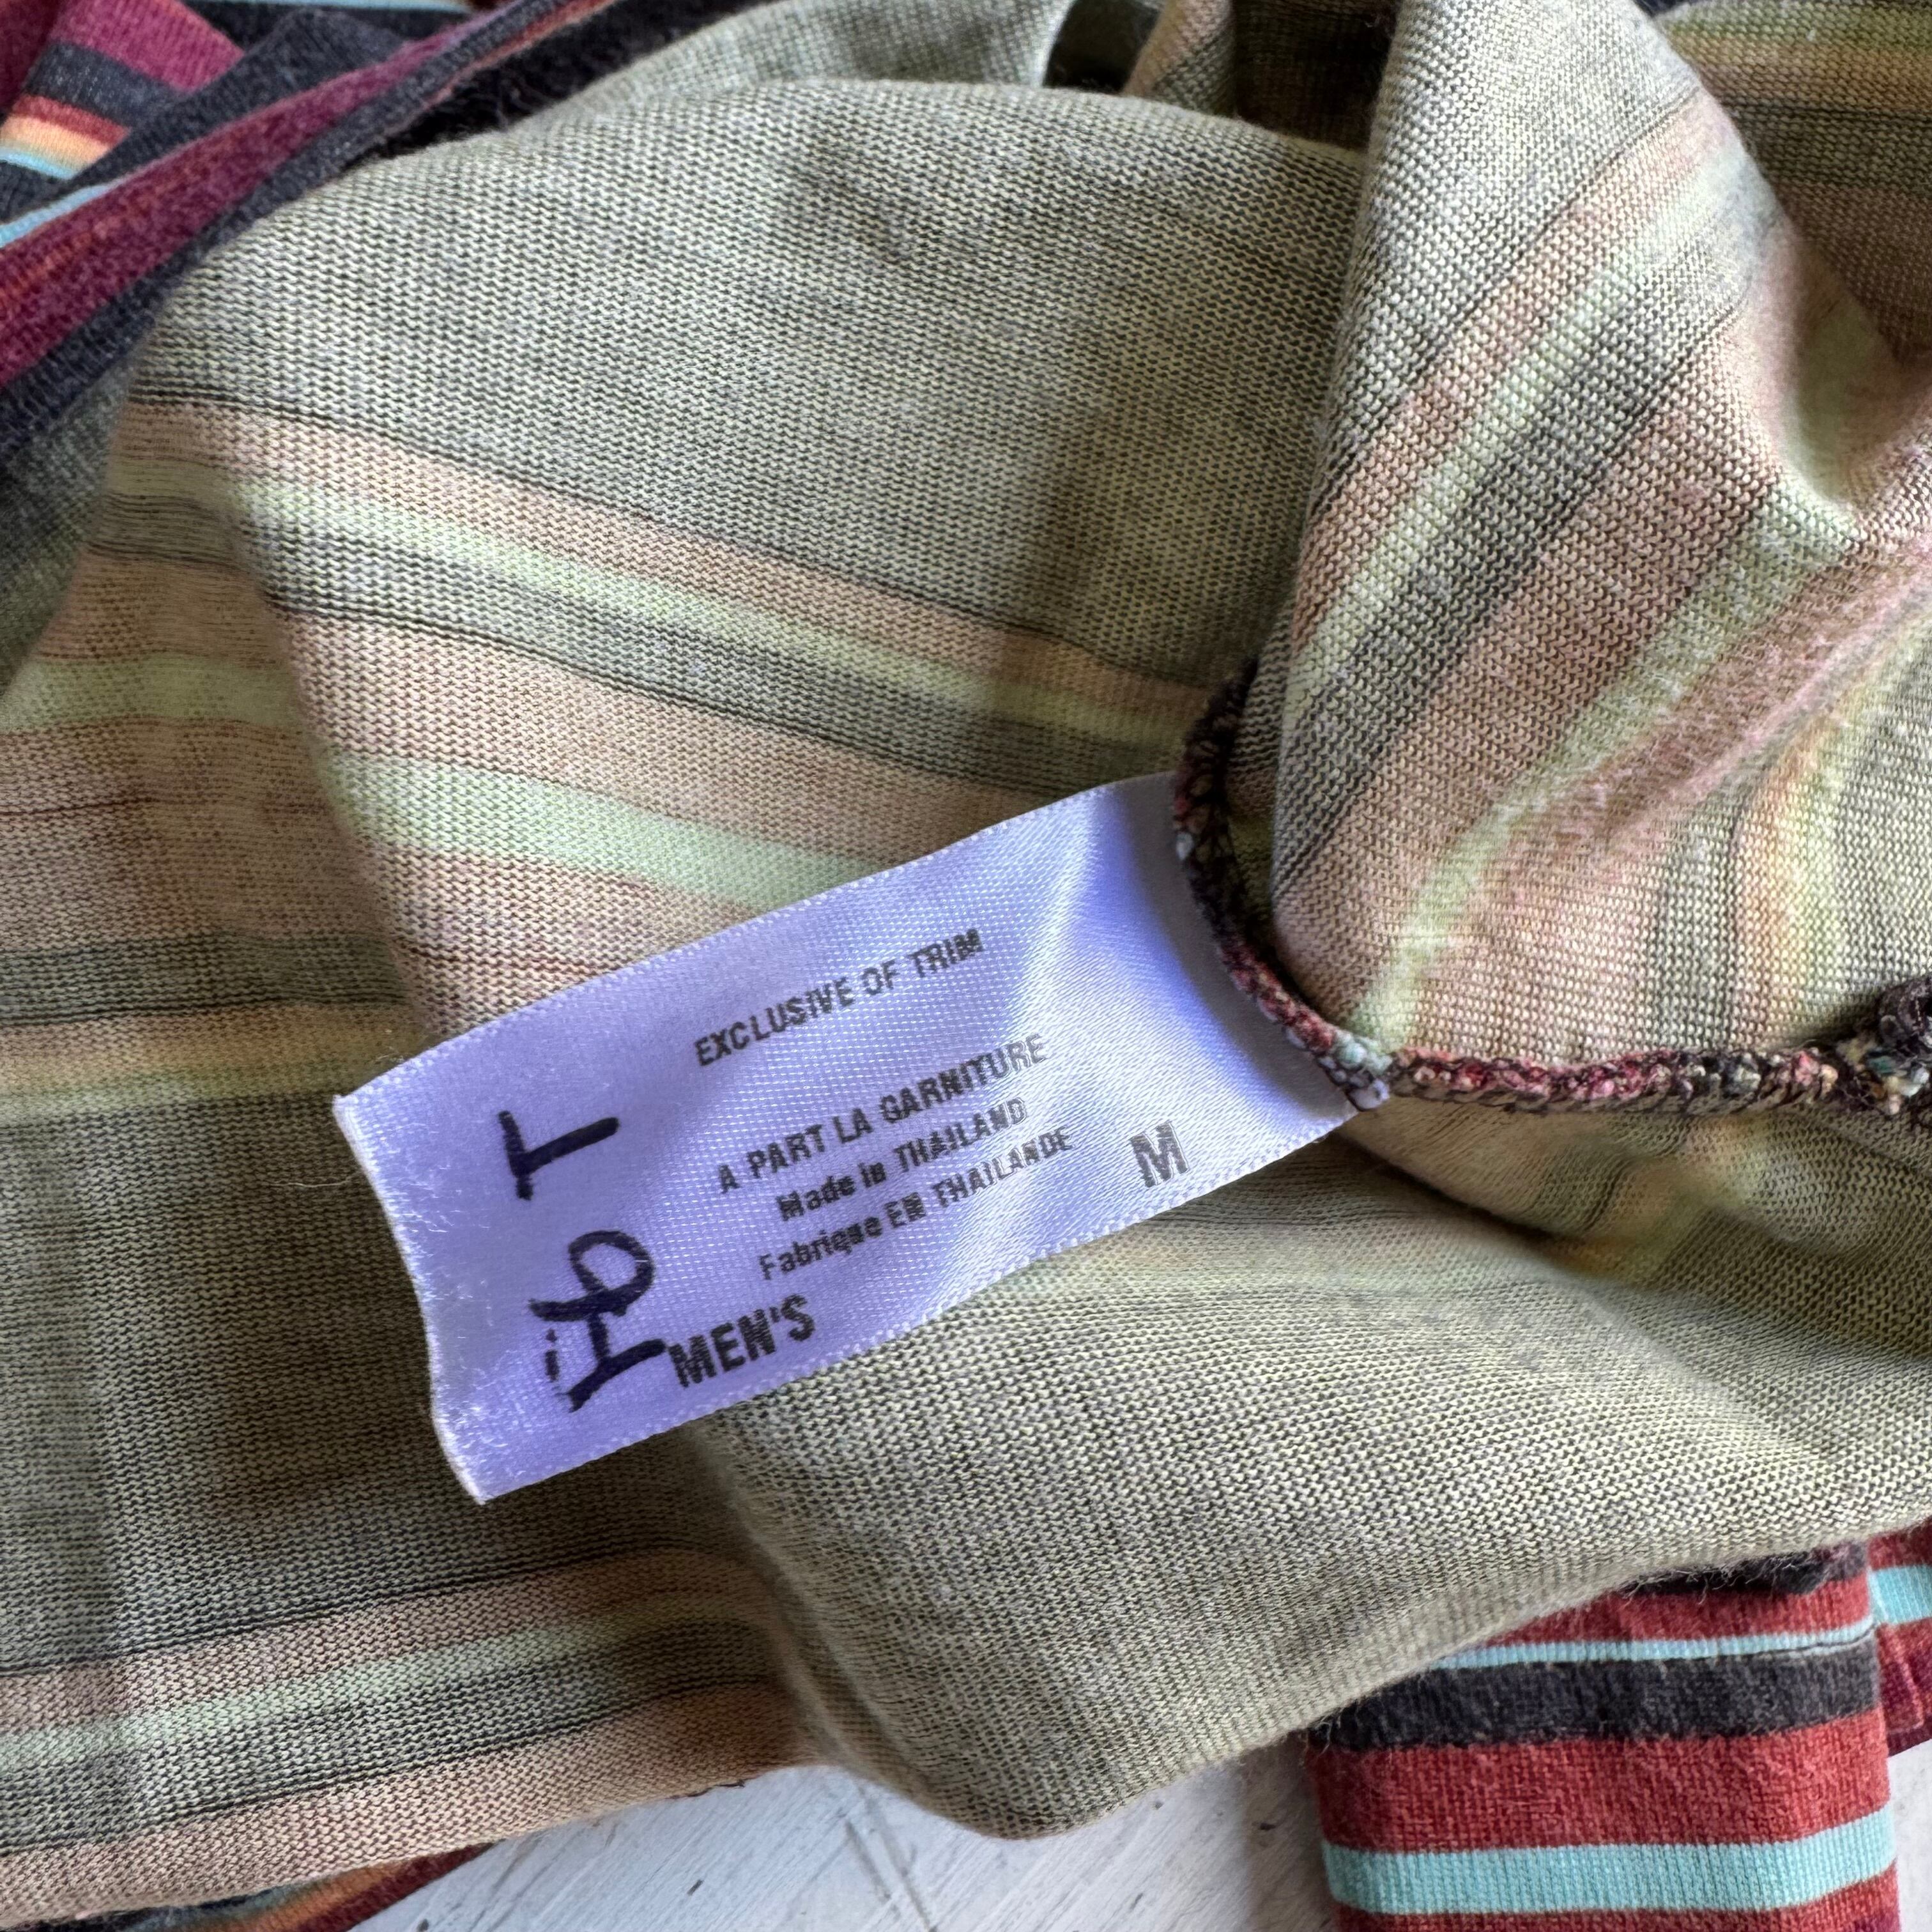 EXCLUSIVE OF TRIM
A PART LA GARNITURE
Made in THAILAND
Fabrique EN THAILANDE
MEN'S
M